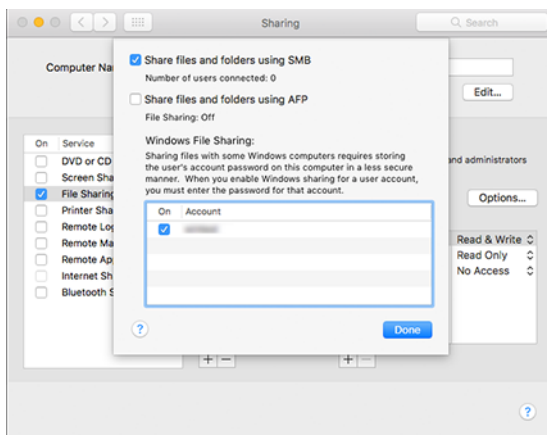 Sharing
Search
Computer Na
Edit...
Share files and folders using SMB
Number of users connected: 0
Share files and folders using AFP
File Sharing: Off
Windows File Sharing:
Sharing files with some Windows computers requires storing
the user's account password on this computer in a less secure
manner. When you enable Windows sharing for a user account,
you must enter the password for that account.
On Account
Done
On Service
DVD or CD
Screen Sha
File Sharing
Printer Sha
Remote Log
Remote Ma
Remote Ap
Internet Sh
Bluetooth S
and administrators
Options...
Read & Write
Read Only
No Access